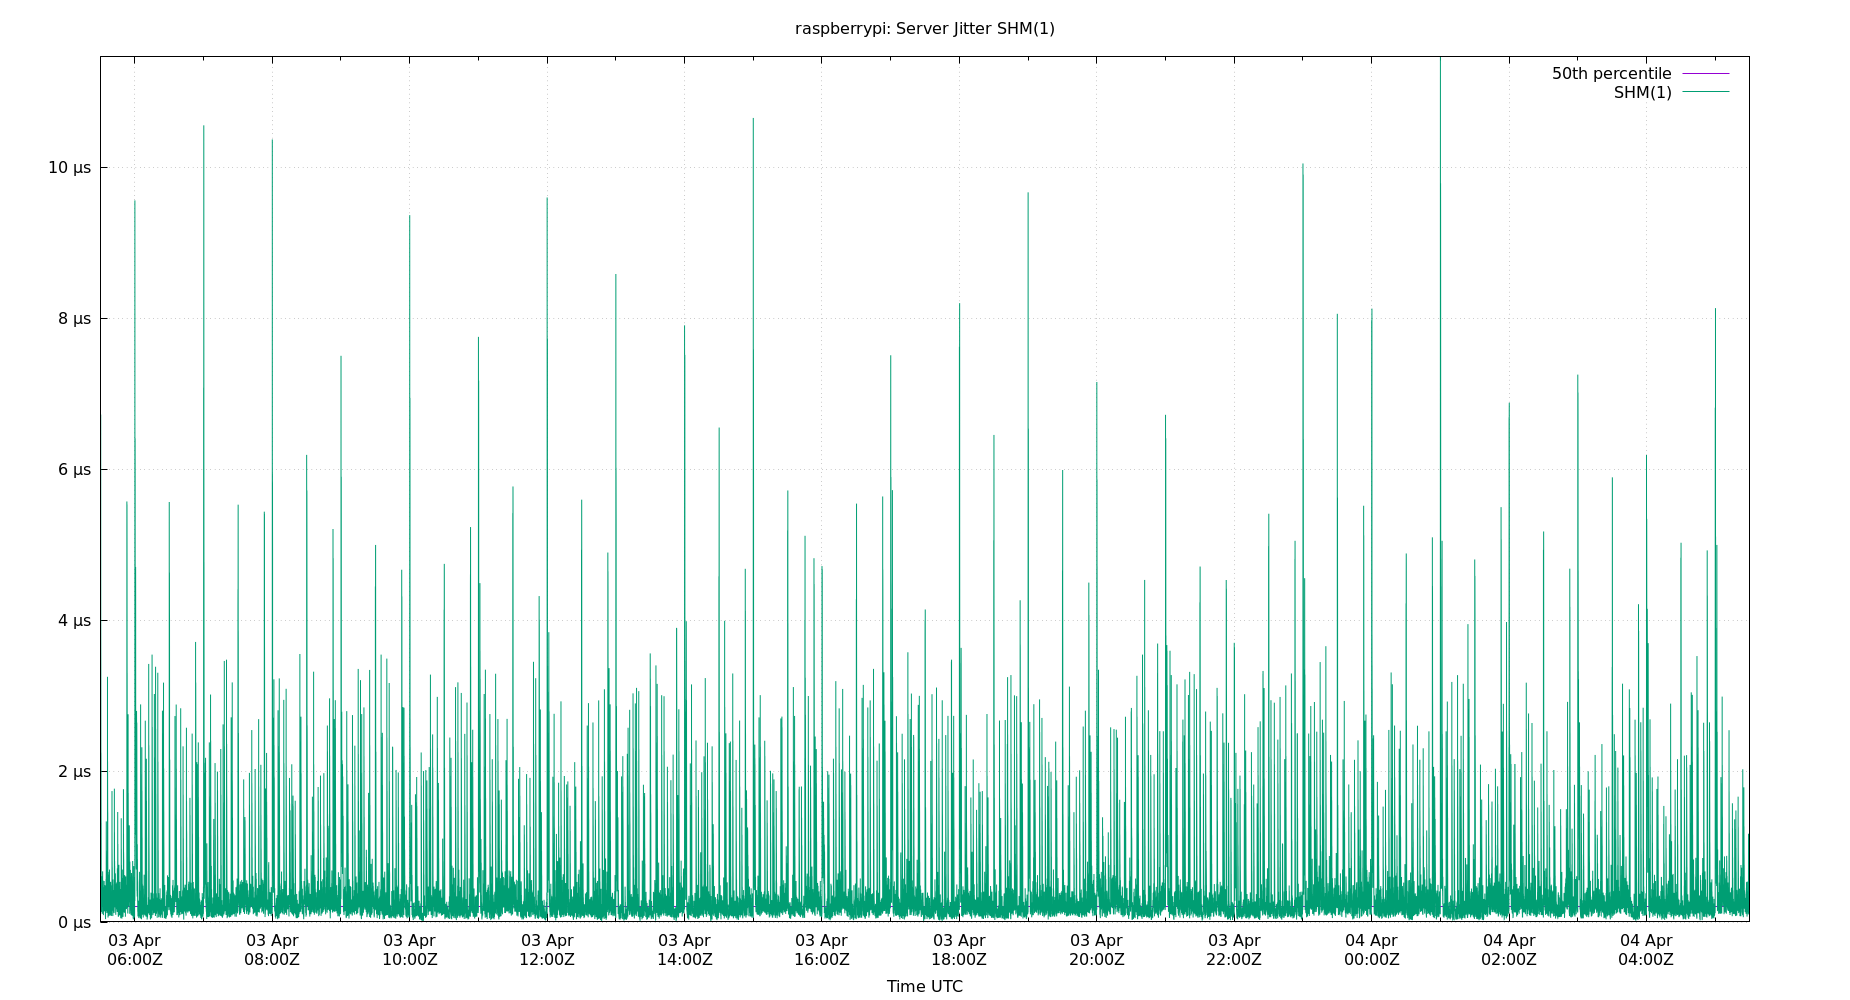 raspberrypi: Server Jitter SHM(1)
50th percentile
SHM(1)
10 µs
8 µs
6 µs
4 µs
2 µs
0 µs
03 Apr 03 Apr 03 Apr 03 Apr 03 Apr 03 Apr 03 Apr 03 Apr 03 Apr 04 Apr 04 Apr 04 Apr
06:00Z 08:00Z 10:00Z 12:00Z 14:00Z 16:00Z 18:00Z 20:00Z 22:00Z 00:00Z 02:00Z 04:00Z
Time UTC